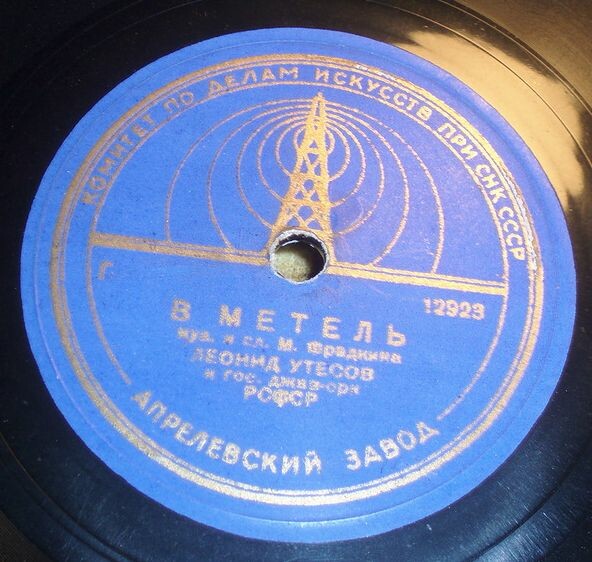 КОМИТЕТ ПО ДЕЛАМ ИСКУССТВ ПРИ СНК СССР
Г 12923
В МЕТЕЛЬ
муз. и сл. М. Фрадкина
ЛЕОНИД УТЕСОВ
и гос. джаз-орк
РСФСР
АПРЕЛЕВСКИЙ ЗАВОД